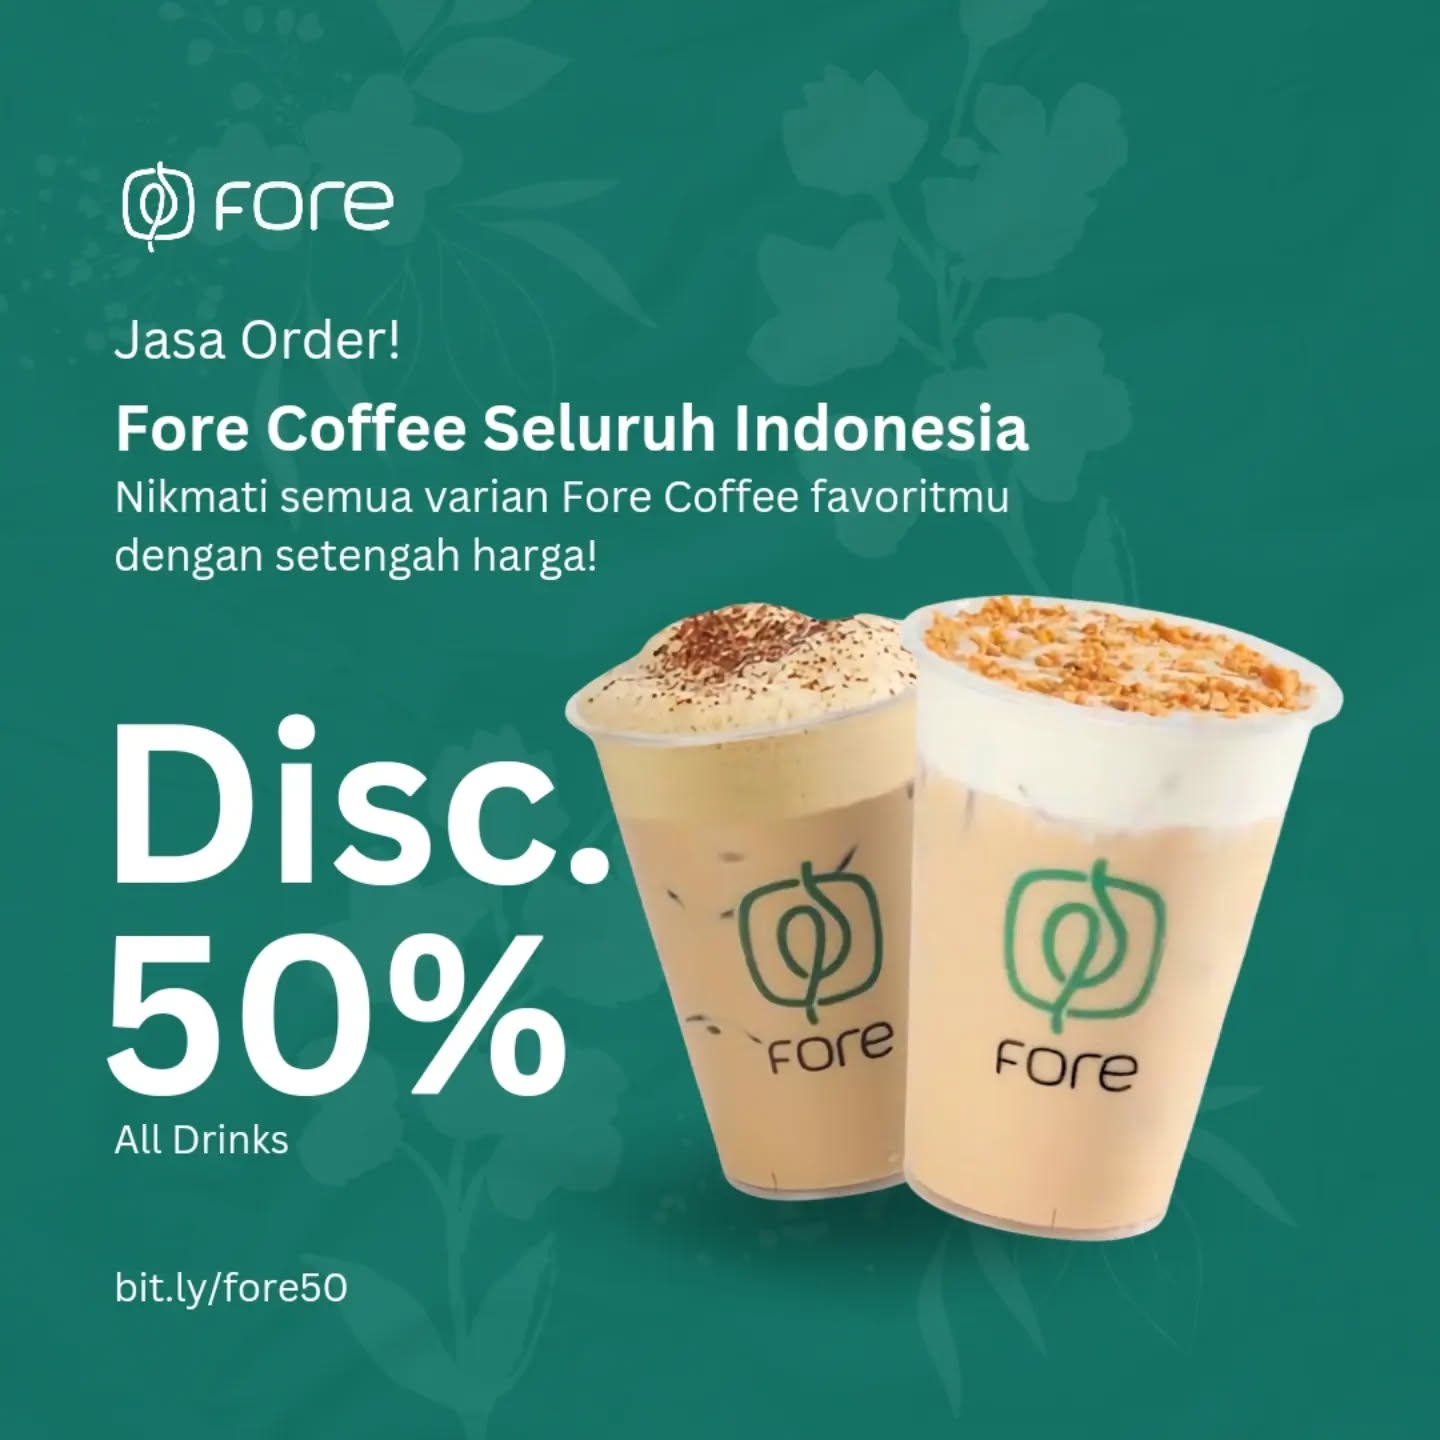 fore
Jasa Order!
Fore Coffee Seluruh Indonesia
Nikmati semua varian Fore Coffee favoritmu
dengan setengah harga!
Disc.
50%
All Drinks
fore
fore
bit.ly/fore50